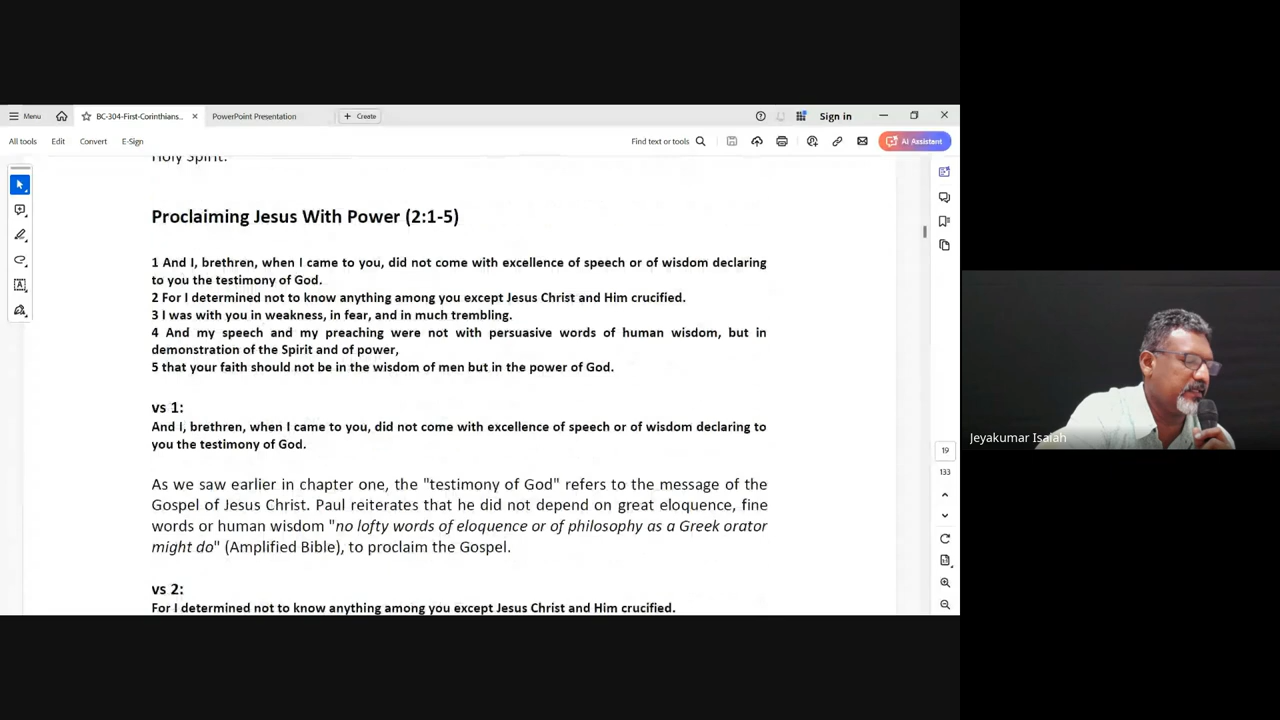 Menu
BC-304-First-Corinthians...
PowerPoint Presentation
Create
Sign in
All tools
Edit
Convert
E-Sign
Find text or tools
AI Assistant
Holy Spirit.
Proclaiming Jesus With Power (2:1-5)
1 And I, brethren, when I came to you, did not come with excellence of speech or of wisdom declaring
to you the testimony of God.
2 For I determined not to know anything among you except Jesus Christ and Him crucified.
3 I was with you in weakness, in fear, and in much trembling.
4 And my speech and my preaching were not with persuasive words of human wisdom, but in
demonstration of the Spirit and of power,
5 that your faith should not be in the wisdom of men but in the power of God.
vs 1:
And I, brethren, when I came to you, did not come with excellence of speech or of wisdom declaring to
you the testimony of God.
As we saw earlier in chapter one, the "testimony of God" refers to the message of the
Gospel of Jesus Christ. Paul reiterates that he did not depend on great eloquence, fine
words or human wisdom "no lofty words of eloquence or of philosophy as a Greek orator
might do" (Amplified Bible), to proclaim the Gospel.
vs 2:
For I determined not to know anything among you except Jesus Christ and Him crucified.
19
133
Jeyakumar Isaiah